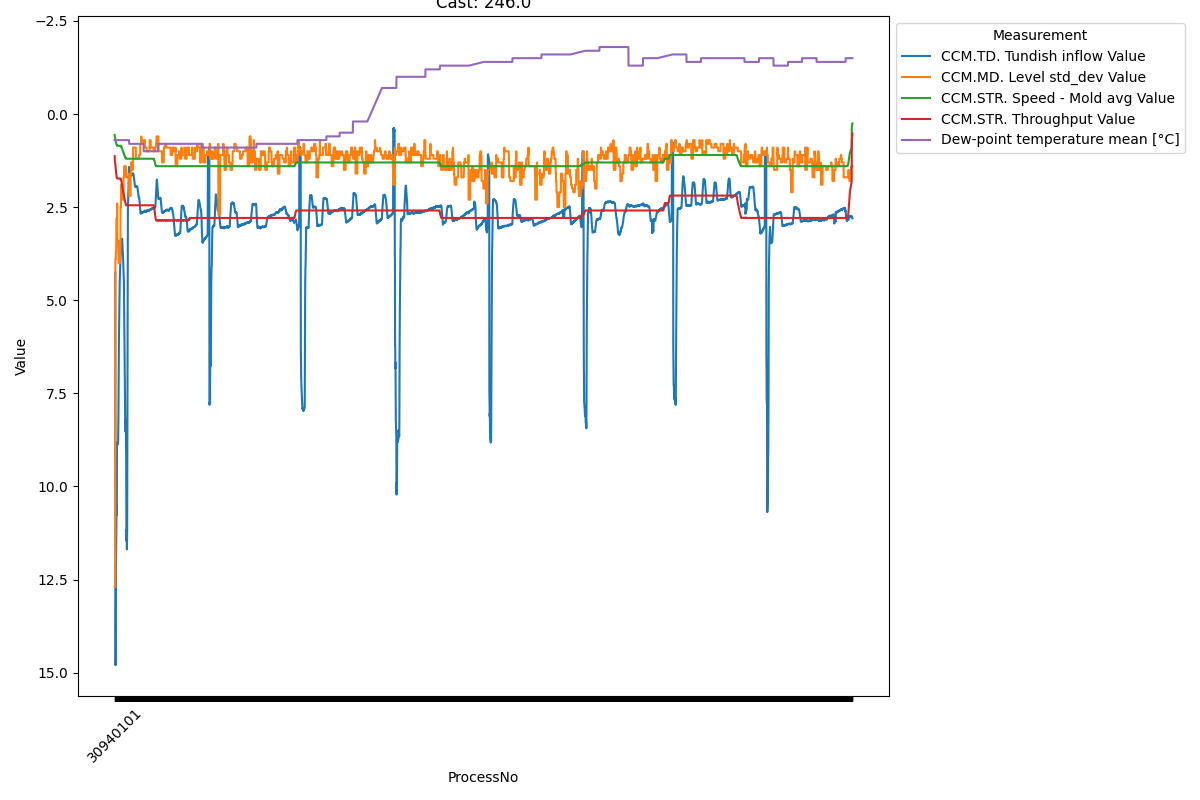 Cast: 246.0
−2.5
0.0
2.5
5.0
7.5
10.0
12.5
15.0
Value
30940101
ProcessNo
Measurement
CCM.TD. Tundish inflow Value
CCM.MD. Level std_dev Value
CCM.STR. Speed - Mold avg Value
CCM.STR. Throughput Value
Dew-point temperature mean [°C]